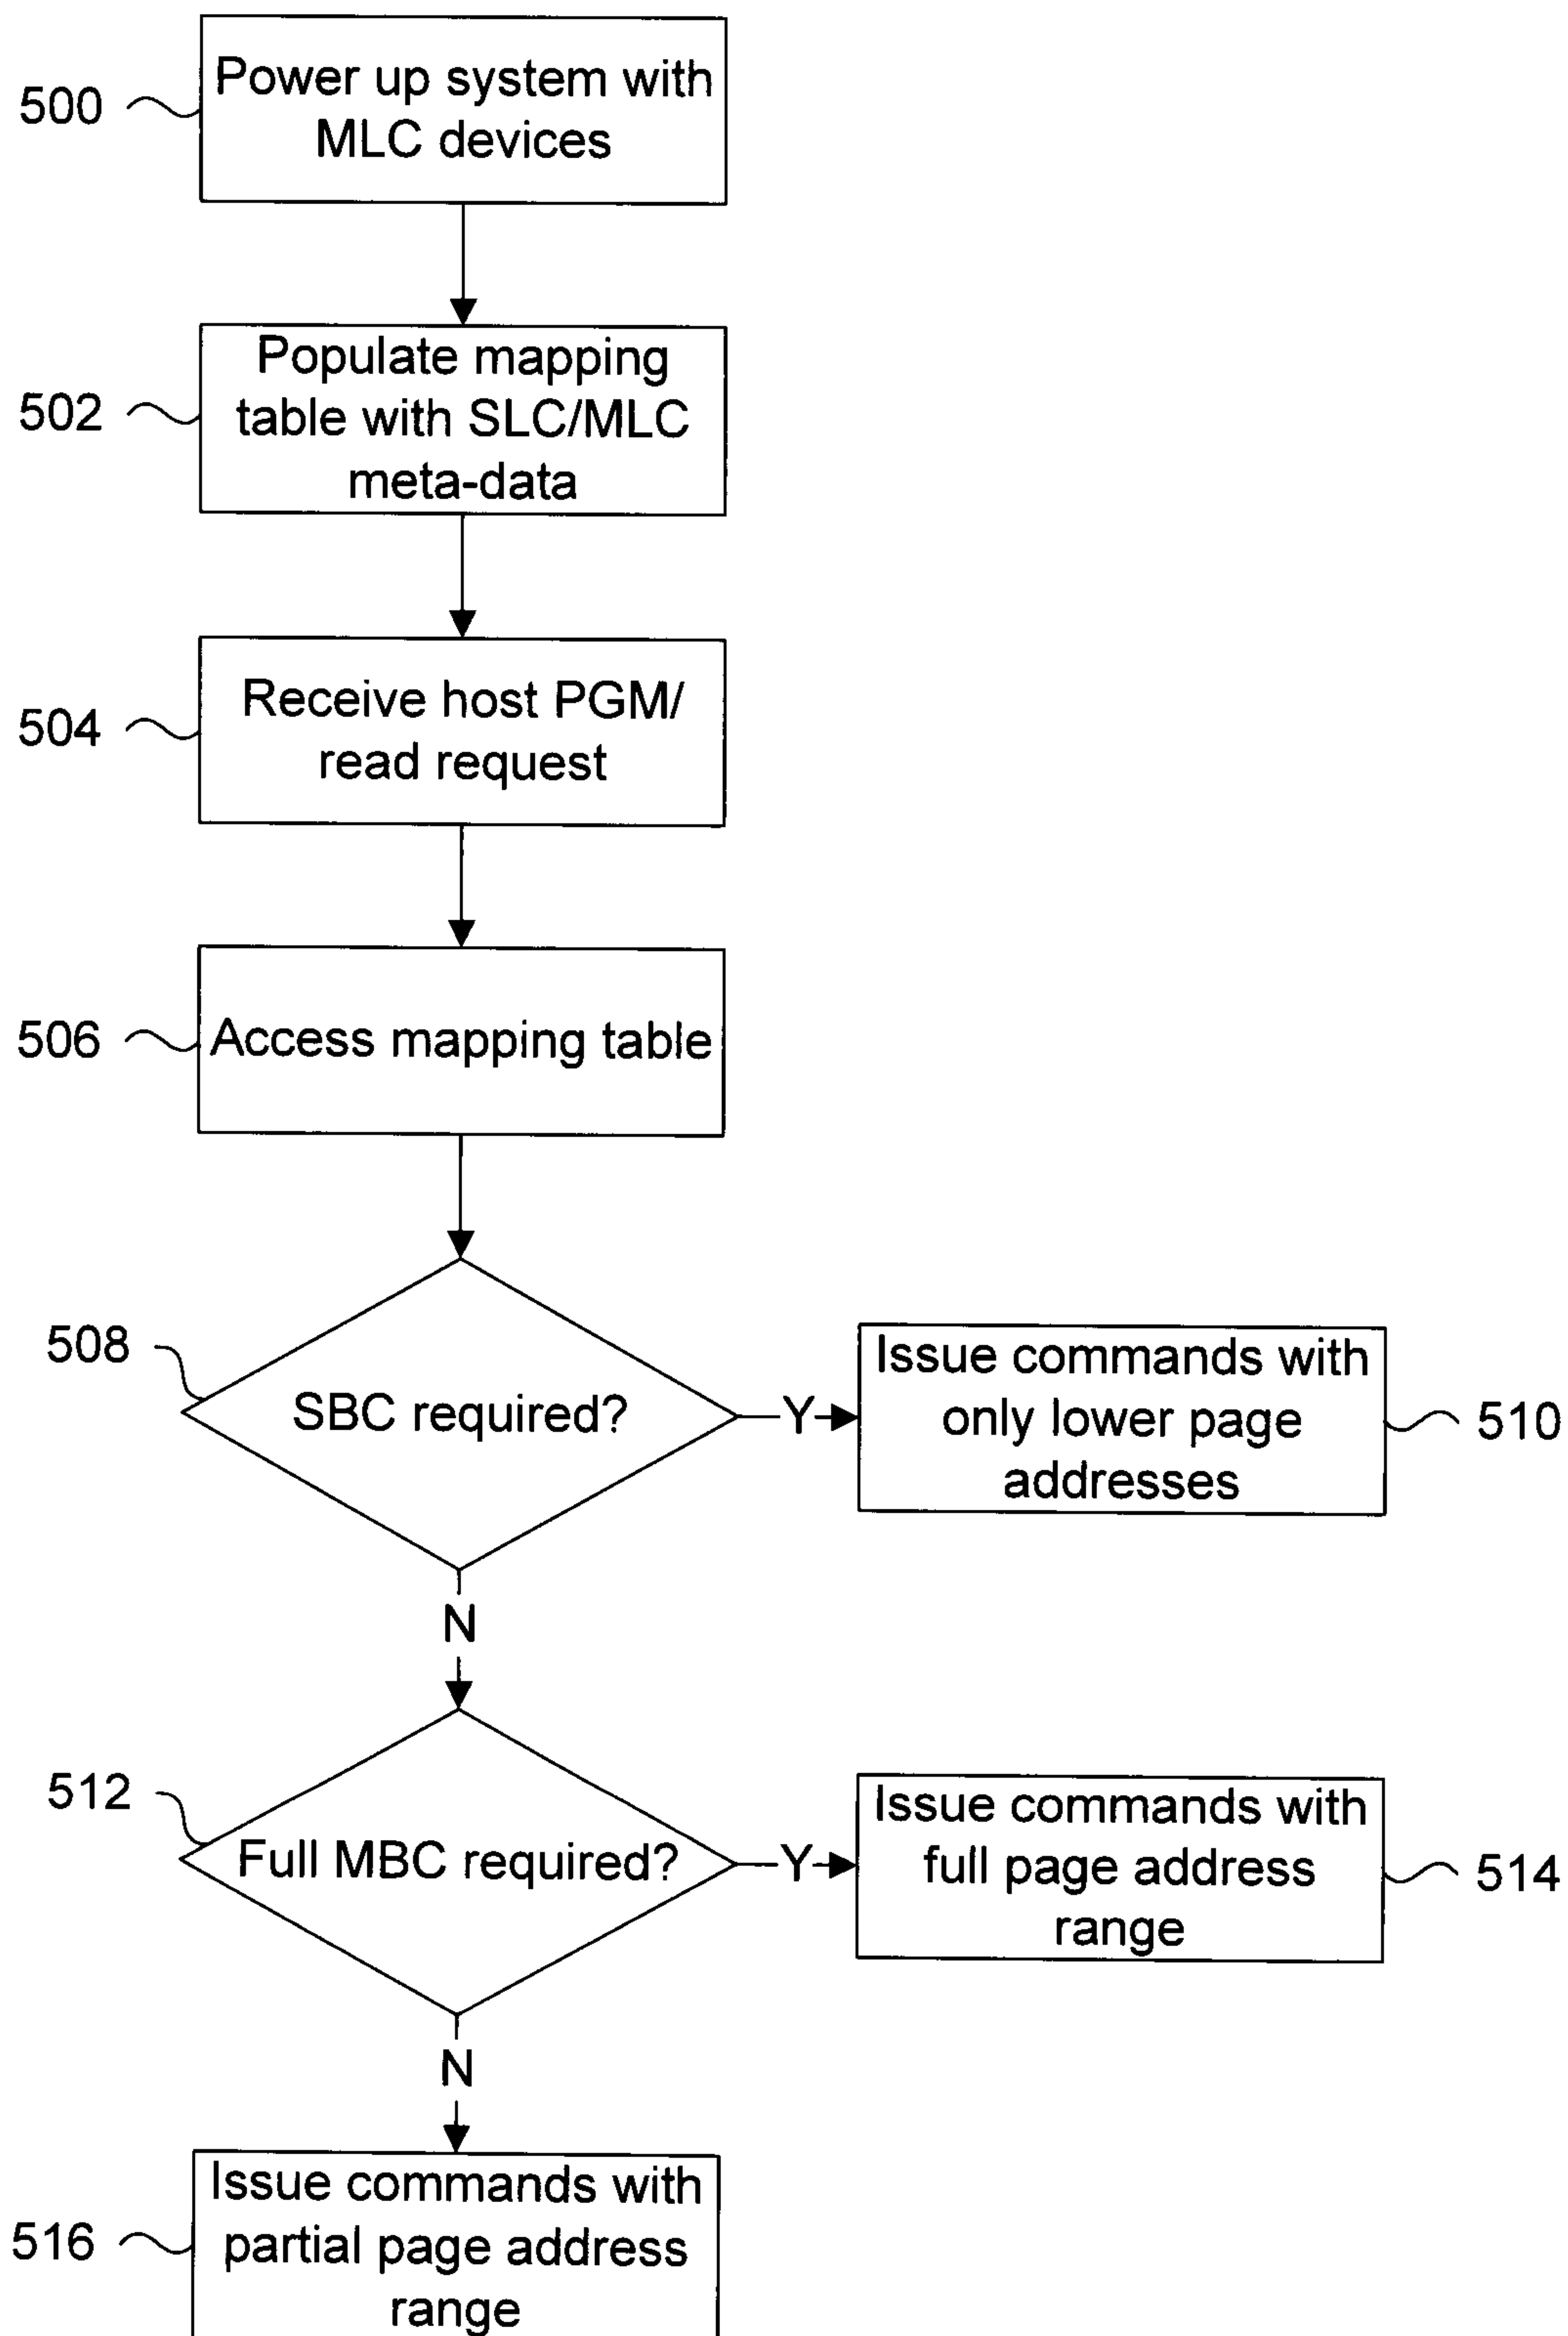 500
Power up system with
MLC devices
502
Populate mapping
table with SLC/MLC
meta-data
504
Receive host PGM/
read request
506
Access mapping table
508
SBC required?
Y
Issue commands with
only lower page
addresses
510
N
512
Full MBC required?
Y
Issue commands with
full page address
range
514
N
516
Issue commands with
partial page address
range